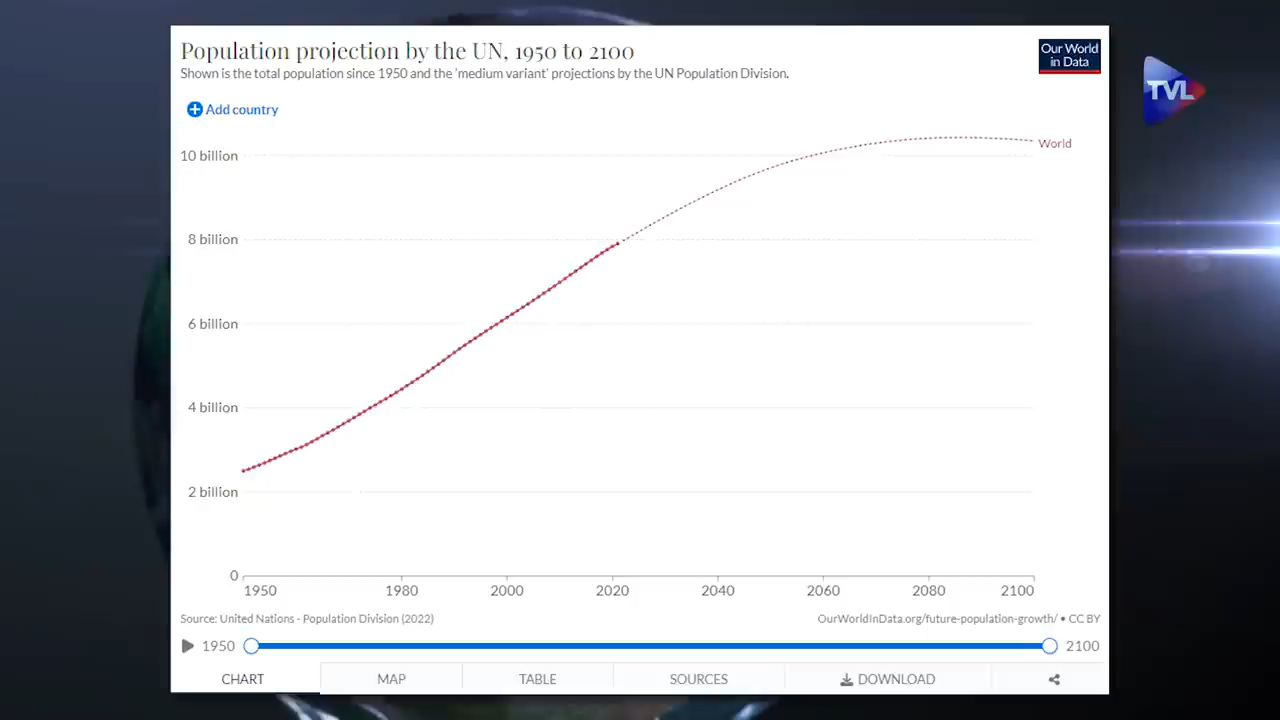 Population projection by the UN, 1950 to 2100
Shown is the total population since 1950 and the 'medium variant' projections by the UN Population Division.
Our World
in Data
TVL
Add country
10 billion
World
8 billion
6 billion
4 billion
2 billion
0
1950 1980 2000 2020 2040 2060 2080 2100
Source: United Nations - Population Division (2022) OurWorldInData.org/future-population-growth/ • CC BY
1950 2100
CHART MAP TABLE SOURCES DOWNLOAD